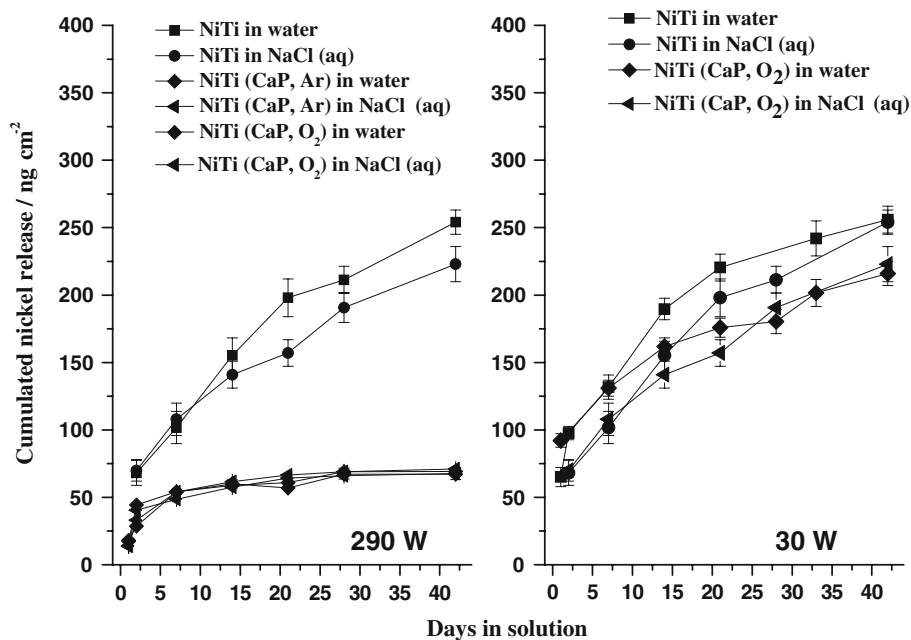 Cumulated nickel release / ng cm⁻²
400
350
300
250
200
150
100
50
0
NiTi in water
NiTi in NaCl (aq)
NiTi (CaP, Ar) in water
NiTi (CaP, Ar) in NaCl (aq)
NiTi (CaP, O₂) in water
NiTi (CaP, O₂) in NaCl (aq)
290 W
0 5 10 15 20 25 30 35 40
400
350
300
250
200
150
100
50
0
NiTi in water
NiTi in NaCl (aq)
NiTi (CaP, O₂) in water
NiTi (CaP, O₂) in NaCl (aq)
30 W
0 5 10 15 20 25 30 35 40
Days in solution